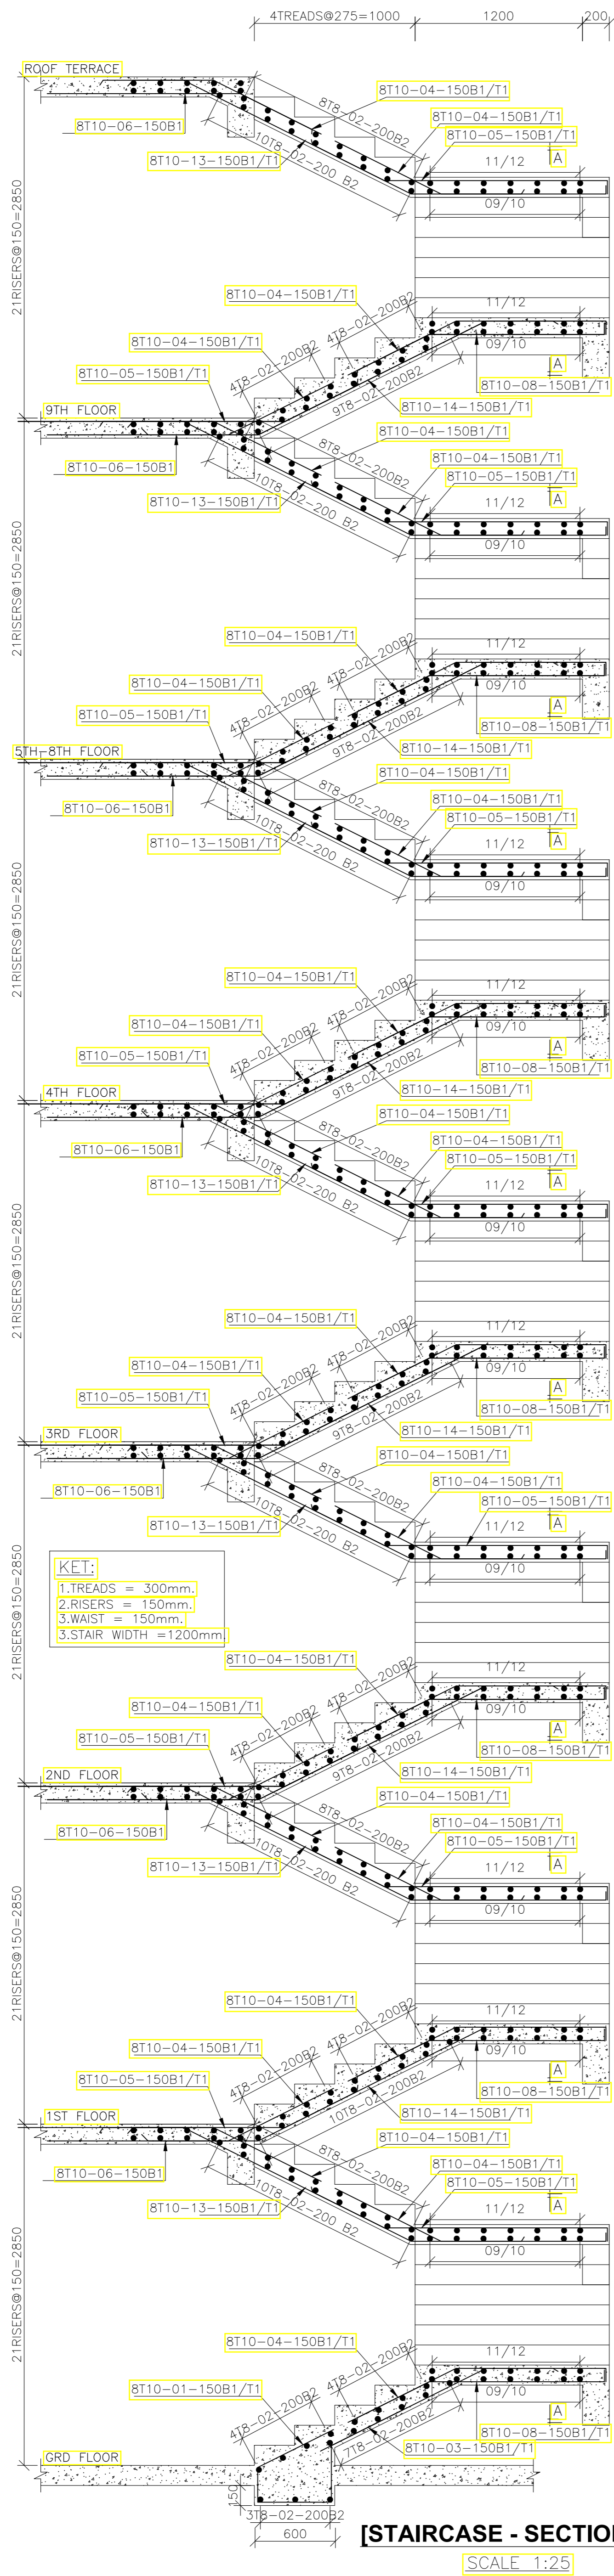 4TREADS@275=1000
1200
200
ROOF TERRACE
8T10-04-150B1/T1
8T8-02-200B2
8T10-04-150B1/T1
8T10-06-150B1
8T10-05-150B1/T1
8T10-13-150B1/T1
10T8-02-200 B2
11/12
A
09/10
21RISERS@150=2850
8T10-04-150B1/T1
11/12
4T8-02-200B2
8T10-04-150B1/T1
09/10
A
8T10-05-150B1/T1
4T8-02-200B2
8T10-08-150B1/T1
9T8-02-200B2
8T10-14-150B1/T1
9TH FLOOR
8T10-04-150B1/T1
8T8-02-200B2
8T10-04-150B1/T1
8T10-06-150B1
8T10-05-150B1/T1
8T10-13-150B1/T1
10T8-02-200 B2
11/12
A
09/10
21RISERS@150=2850
8T10-04-150B1/T1
11/12
4T8-02-200B2
8T10-04-150B1/T1
09/10
A
8T10-05-150B1/T1
4T8-02-200B2
8T10-08-150B1/T1
9T8-02-200B2
8T10-14-150B1/T1
5TH-8TH FLOOR
8T10-04-150B1/T1
8T8-02-200B2
8T10-04-150B1/T1
8T10-06-150B1
8T10-05-150B1/T1
8T10-13-150B1/T1
10T8-02-200 B2
11/12
A
09/10
21RISERS@150=2850
8T10-04-150B1/T1
11/12
4T8-02-200B2
8T10-04-150B1/T1
09/10
A
8T10-05-150B1/T1
4T8-02-200B2
8T10-08-150B1/T1
9T8-02-200B2
8T10-14-150B1/T1
4TH FLOOR
8T10-04-150B1/T1
8T8-02-200B2
8T10-04-150B1/T1
8T10-06-150B1
8T10-05-150B1/T1
8T10-13-150B1/T1
10T8-02-200 B2
11/12
A
09/10
21RISERS@150=2850
8T10-04-150B1/T1
11/12
4T8-02-200B2
8T10-04-150B1/T1
09/10
A
8T10-05-150B1/T1
4T8-02-200B2
8T10-08-150B1/T1
9T8-02-200B2
8T10-14-150B1/T1
3RD FLOOR
8T10-04-150B1/T1
8T8-02-200B2
8T10-04-150B1/T1
8T10-06-150B1
8T10-05-150B1/T1
8T10-13-150B1/T1
10T8-02-200 B2
11/12
A
09/10
21RISERS@150=2850
KET:
1.TREADS = 300mm.
2.RISERS = 150mm.
3.WAIST = 150mm.
3.STAIR WIDTH =1200mm.
8T10-04-150B1/T1
11/12
4T8-02-200B2
8T10-04-150B1/T1
09/10
A
8T10-05-150B1/T1
4T8-02-200B2
8T10-08-150B1/T1
9T8-02-200B2
8T10-14-150B1/T1
2ND FLOOR
8T10-04-150B1/T1
8T8-02-200B2
8T10-04-150B1/T1
8T10-06-150B1
8T10-05-150B1/T1
8T10-13-150B1/T1
10T8-02-200 B2
11/12
A
09/10
21RISERS@150=2850
8T10-04-150B1/T1
11/12
4T8-02-200B2
8T10-04-150B1/T1
09/10
A
8T10-05-150B1/T1
4T8-02-200B2
8T10-08-150B1/T1
10T8-02-200B2
8T10-14-150B1/T1
1ST FLOOR
8T10-04-150B1/T1
8T8-02-200B2
8T10-04-150B1/T1
8T10-06-150B1
8T10-05-150B1/T1
8T10-13-150B1/T1
10T8-02-200 B2
11/12
A
09/10
21RISERS@150=2850
8T10-04-150B1/T1
11/12
4T8-02-200B2
8T10-01-150B1/T1
09/10
A
4T8-02-200B2
8T10-08-150B1/T1
7T8-02-200B2
8T10-03-150B1/T1
GRD FLOOR
150
3T8-02-200B2
600
[STAIRCASE - SECTION
SCALE 1:25